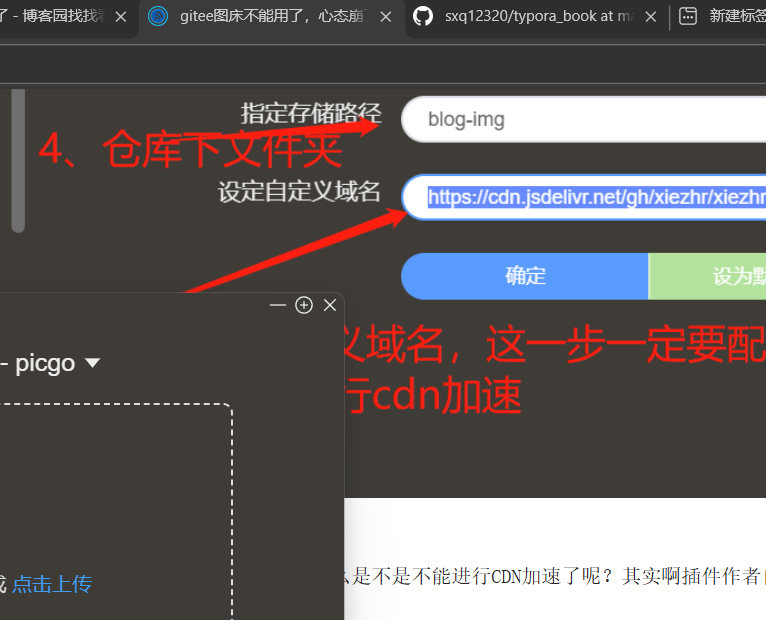 了 - 博客园找找看
gitee图床不能用了，心态崩了
sxq12320/typora_book at ma
新建标签
指定存储路径
blog-img
4、仓库下文件夹
设定自定义域名
https://cdn.jsdelivr.net/gh/xiezhr/xiezhr
确定
设为默
- picgo
义域名，这一步一定要配
行cdn加速
点击上传
么是不是不能进行CDN加速了呢？其实啊插件作者